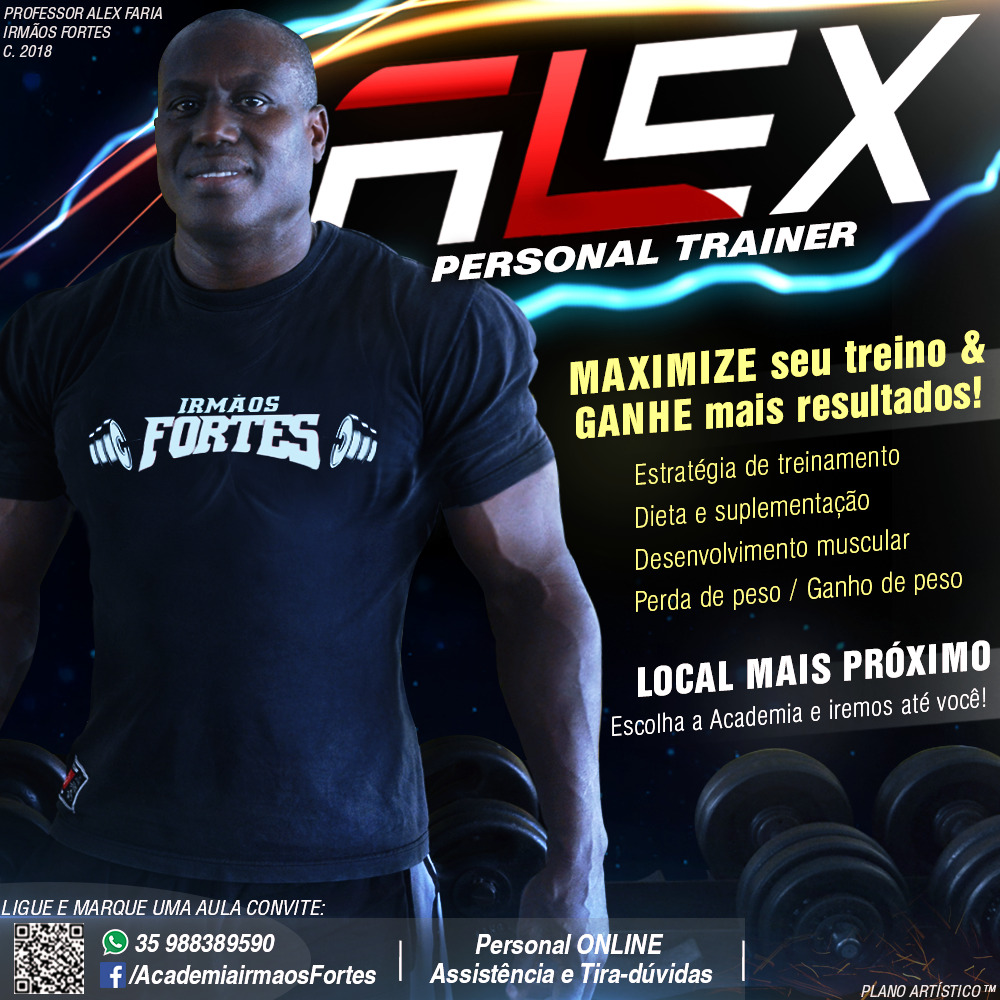 PROFESSOR ALEX FARIA
IRMÃOS FORTES
C. 2018
ALEX
PERSONAL TRAINER
MAXIMIZE seu treino &
GANHE mais resultados!
Estratégia de treinamento
Dieta e suplementação
Desenvolvimento muscular
Perda de peso / Ganho de peso
IRMÃOS
FORTES
LOCAL MAIS PRÓXIMO
Escolha a Academia e iremos até você!
LIGUE E MARQUE UMA AULA CONVITE:
35 988389590
/AcademiairmaosFortes
Personal ONLINE
Assistência e Tira-dúvidas
PLANO ARTÍSTICO™